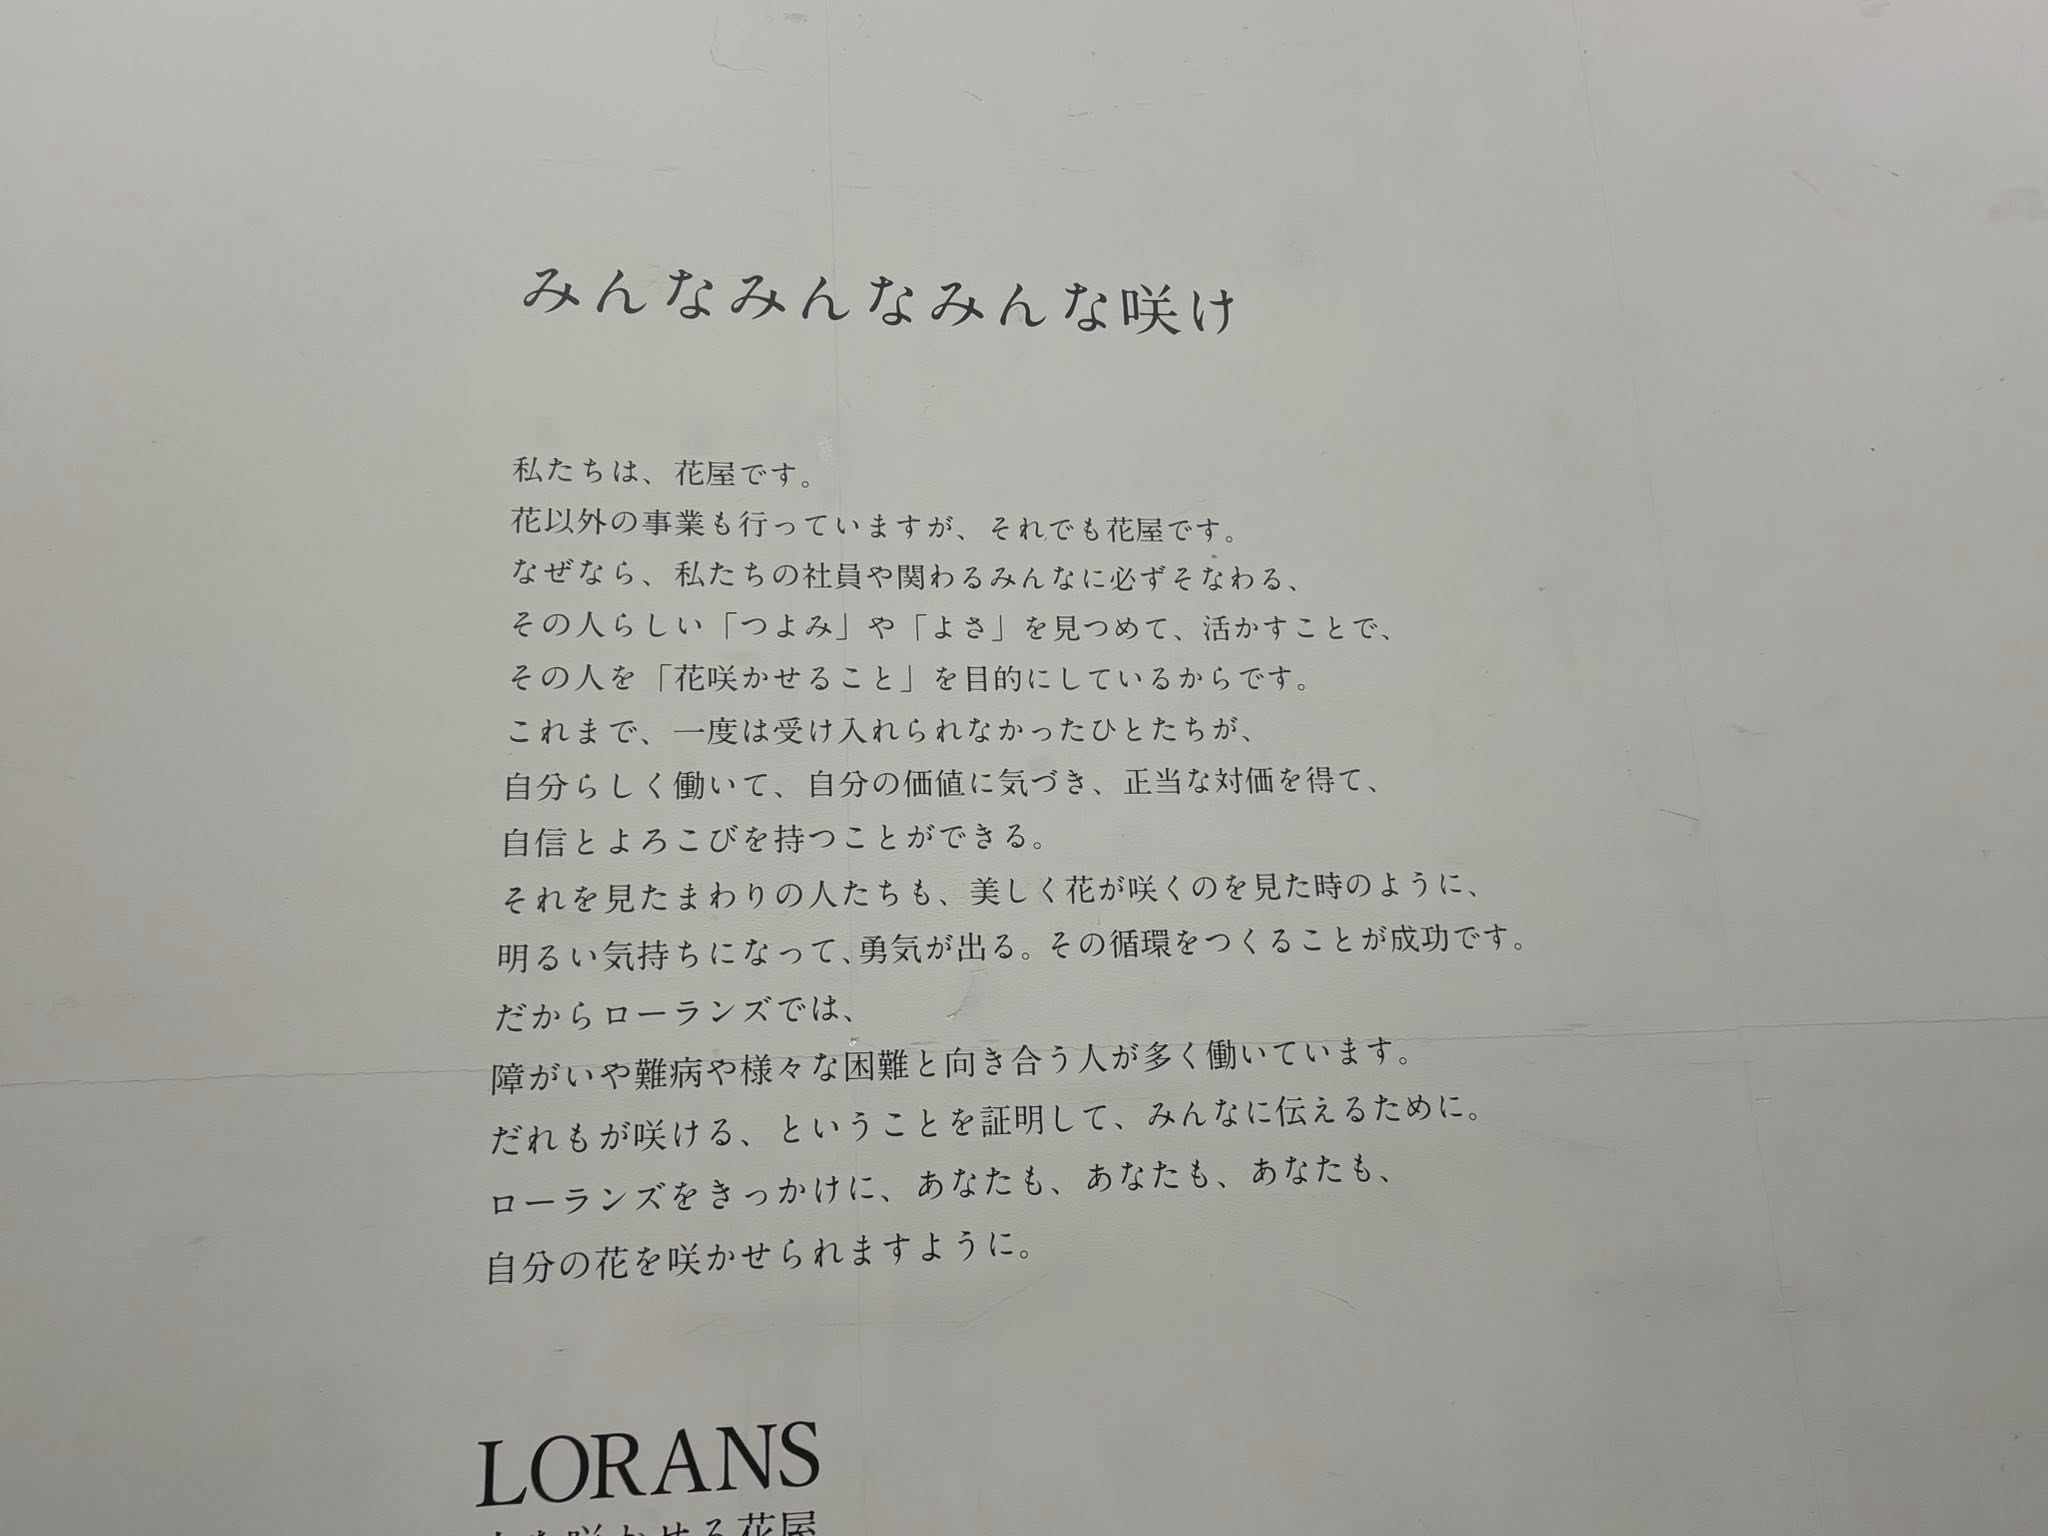 みんなみんなみんな咲け
私たちは、花屋です。
花以外の事業も行っていますが、それでも花屋です。
なぜなら、私たちの社員や関わるみんなに必ずそなわる、
その人らしい「つよみ」や「よさ」を見つめて、活かすことで、
その人を「花咲かせること」を目的にしているからです。
これまで、一度は受け入れられなかったひとたちが、
自分らしく働いて、自分の価値に気づき、正当な対価を得て、
自信とよろこびを持つことができる。
それを見たまわりの人たちも、美しく花が咲くのを見た時のように、
明るい気持ちになって、勇気が出る。その循環をつくることが成功です。
だからローランズでは、
障がいや難病や様々な困難と向き合う人が多く働いています。
だれもが咲ける、ということを証明して、みんなに伝えるために。
ローランズをきっかけに、あなたも、あなたも、あなたも、
自分の花を咲かせられますように。
LORANS
咲かせる花屋